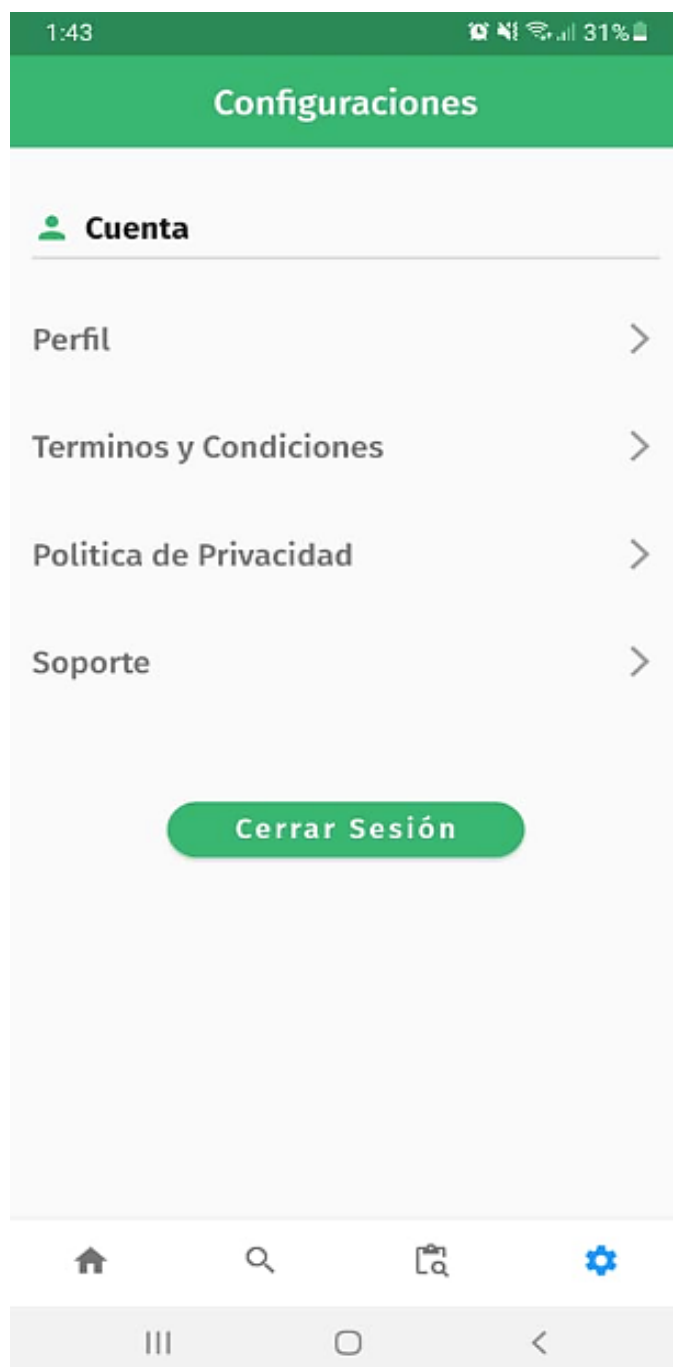 1:43
31%
Configuraciones
Cuenta
Perfil
Terminos y Condiciones
Politica de Privacidad
Soporte
Cerrar Sesión